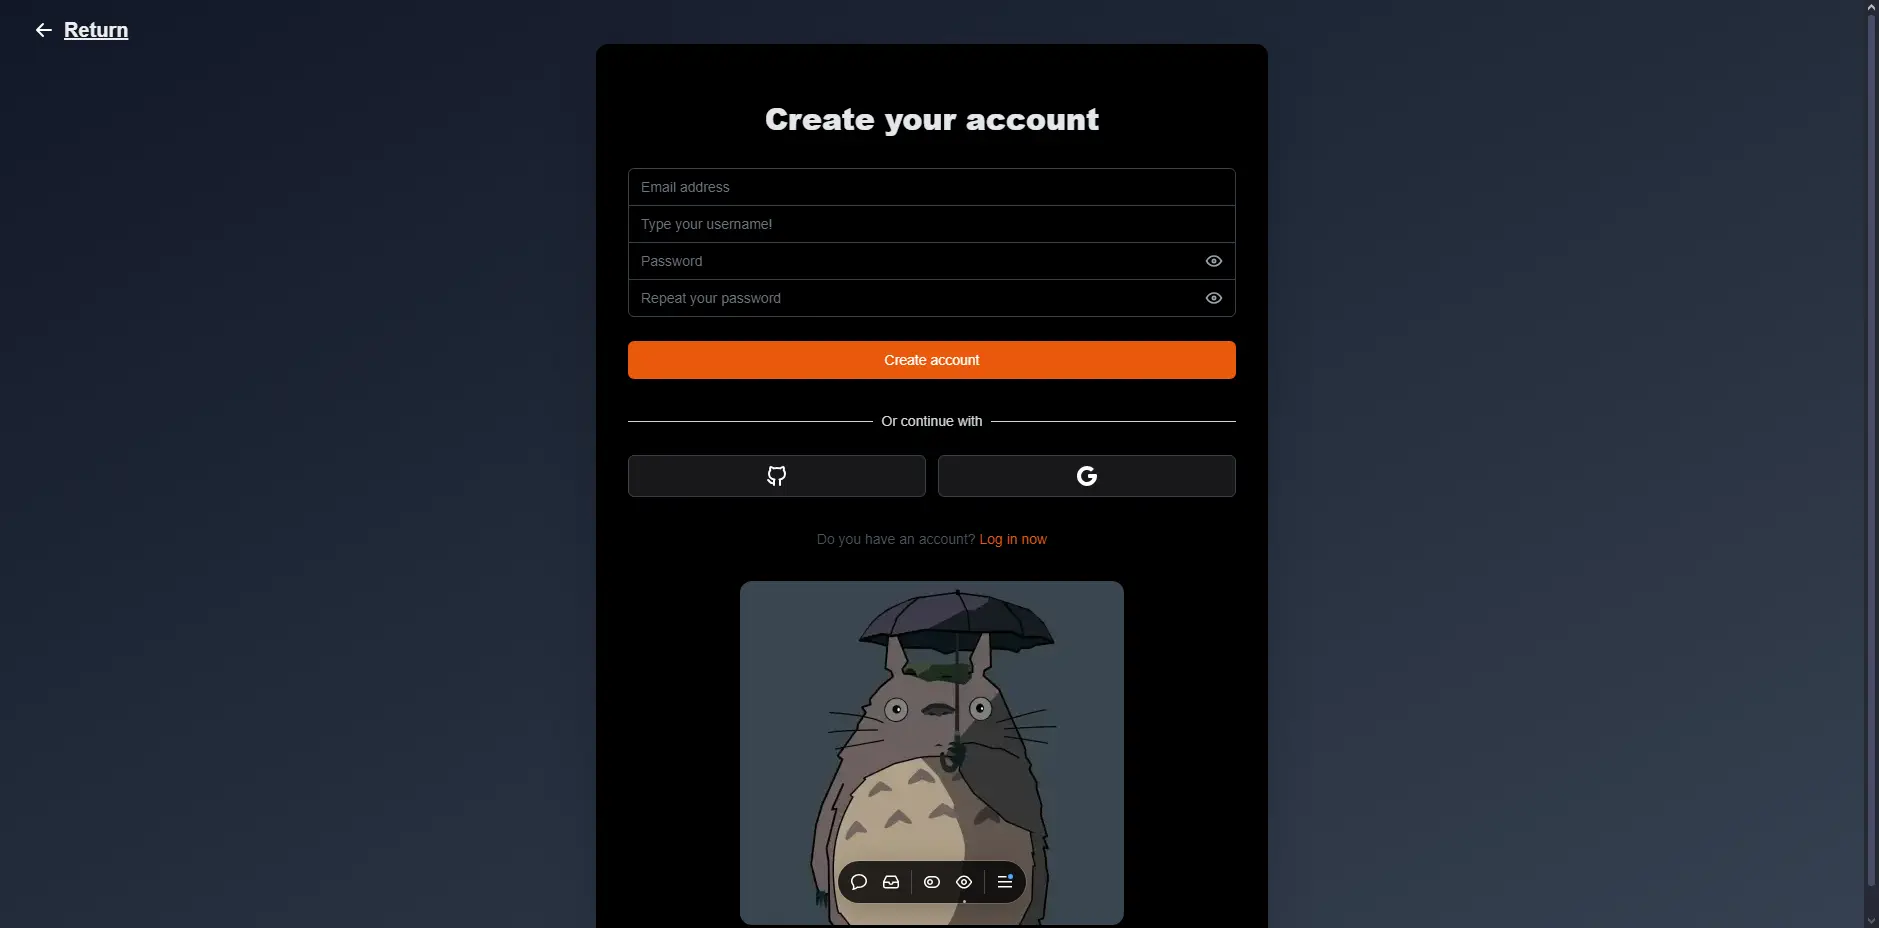 Return
Create your account
Email address
Type your username!
Password
Repeat your password
Create account
Or continue with
Do you have an account? Log in now